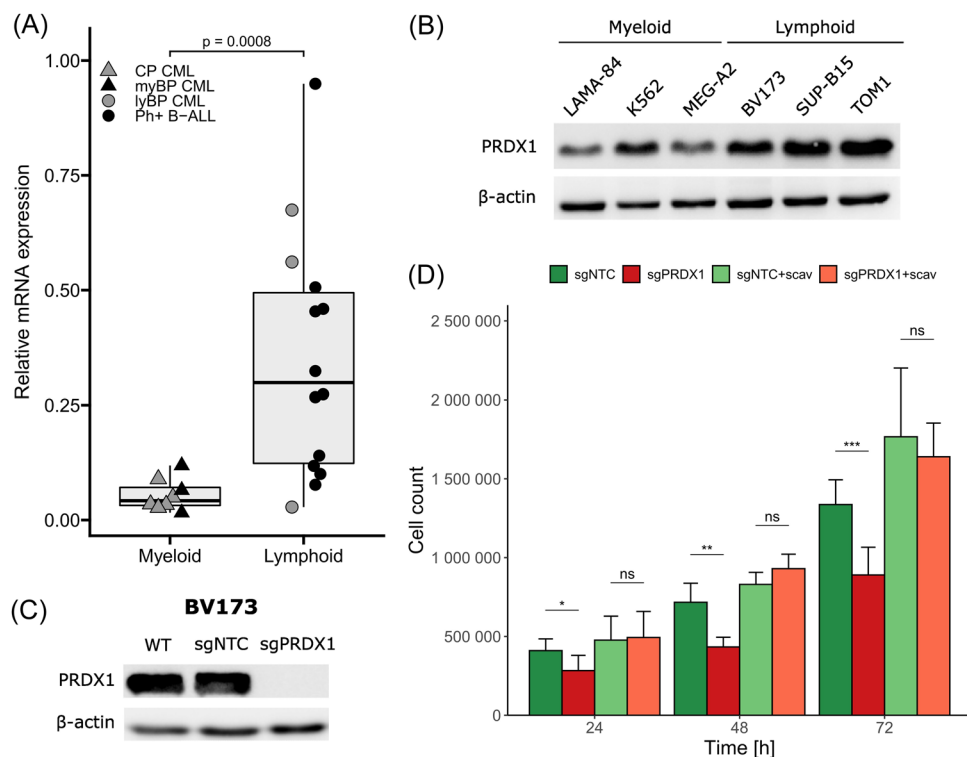 (A)
p = 0.0008
Relative mRNA expression
1.00
0.75
0.50
0.25
0.00
CP CML
myBP CML
lyBP CML
Ph+ B−ALL
Myeloid Lymphoid
(B)
Myeloid Lymphoid
LAMA-84 K562 MEG-A2 BV173 SUP-B15 TOM1
PRDX1
β-actin
(C)
BV173
WT sgNTC sgPRDX1
PRDX1
β-actin
(D)
sgNTC sgPRDX1 sgNTC+scav sgPRDX1+scav
Cell count
2 500 000
2 000 000
1 500 000
1 000 000
500 000
0
* ns
** ns
*** ns
24 48 72
Time [h]